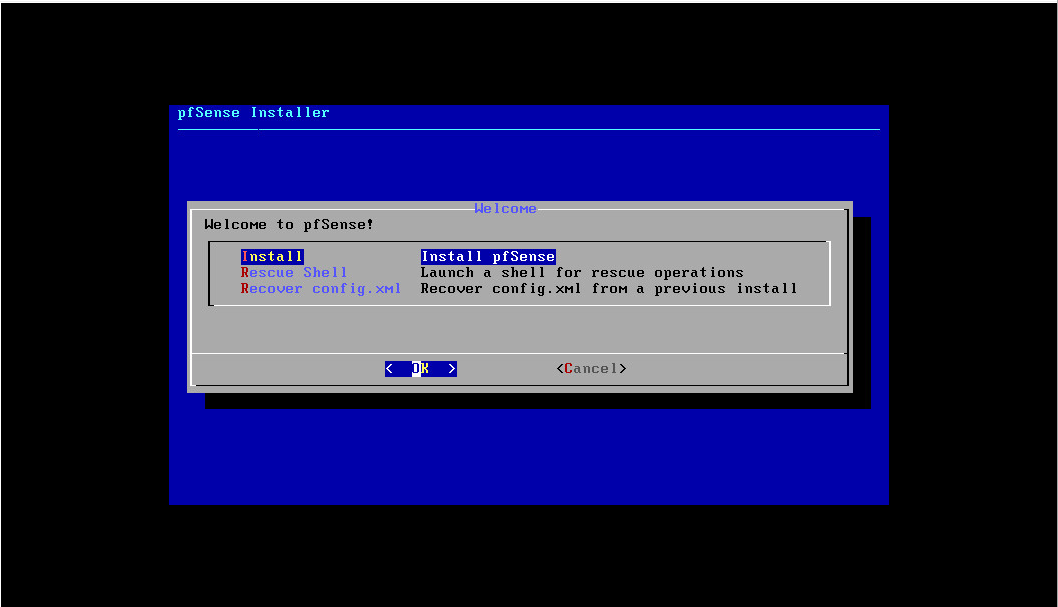 pfSense Installer
Welcome
Welcome to pfSense!
Install Install pfSense
Rescue Shell Launch a shell for rescue operations
Recover config.xml Recover config.xml from a previous install
< OK > <Cancel>